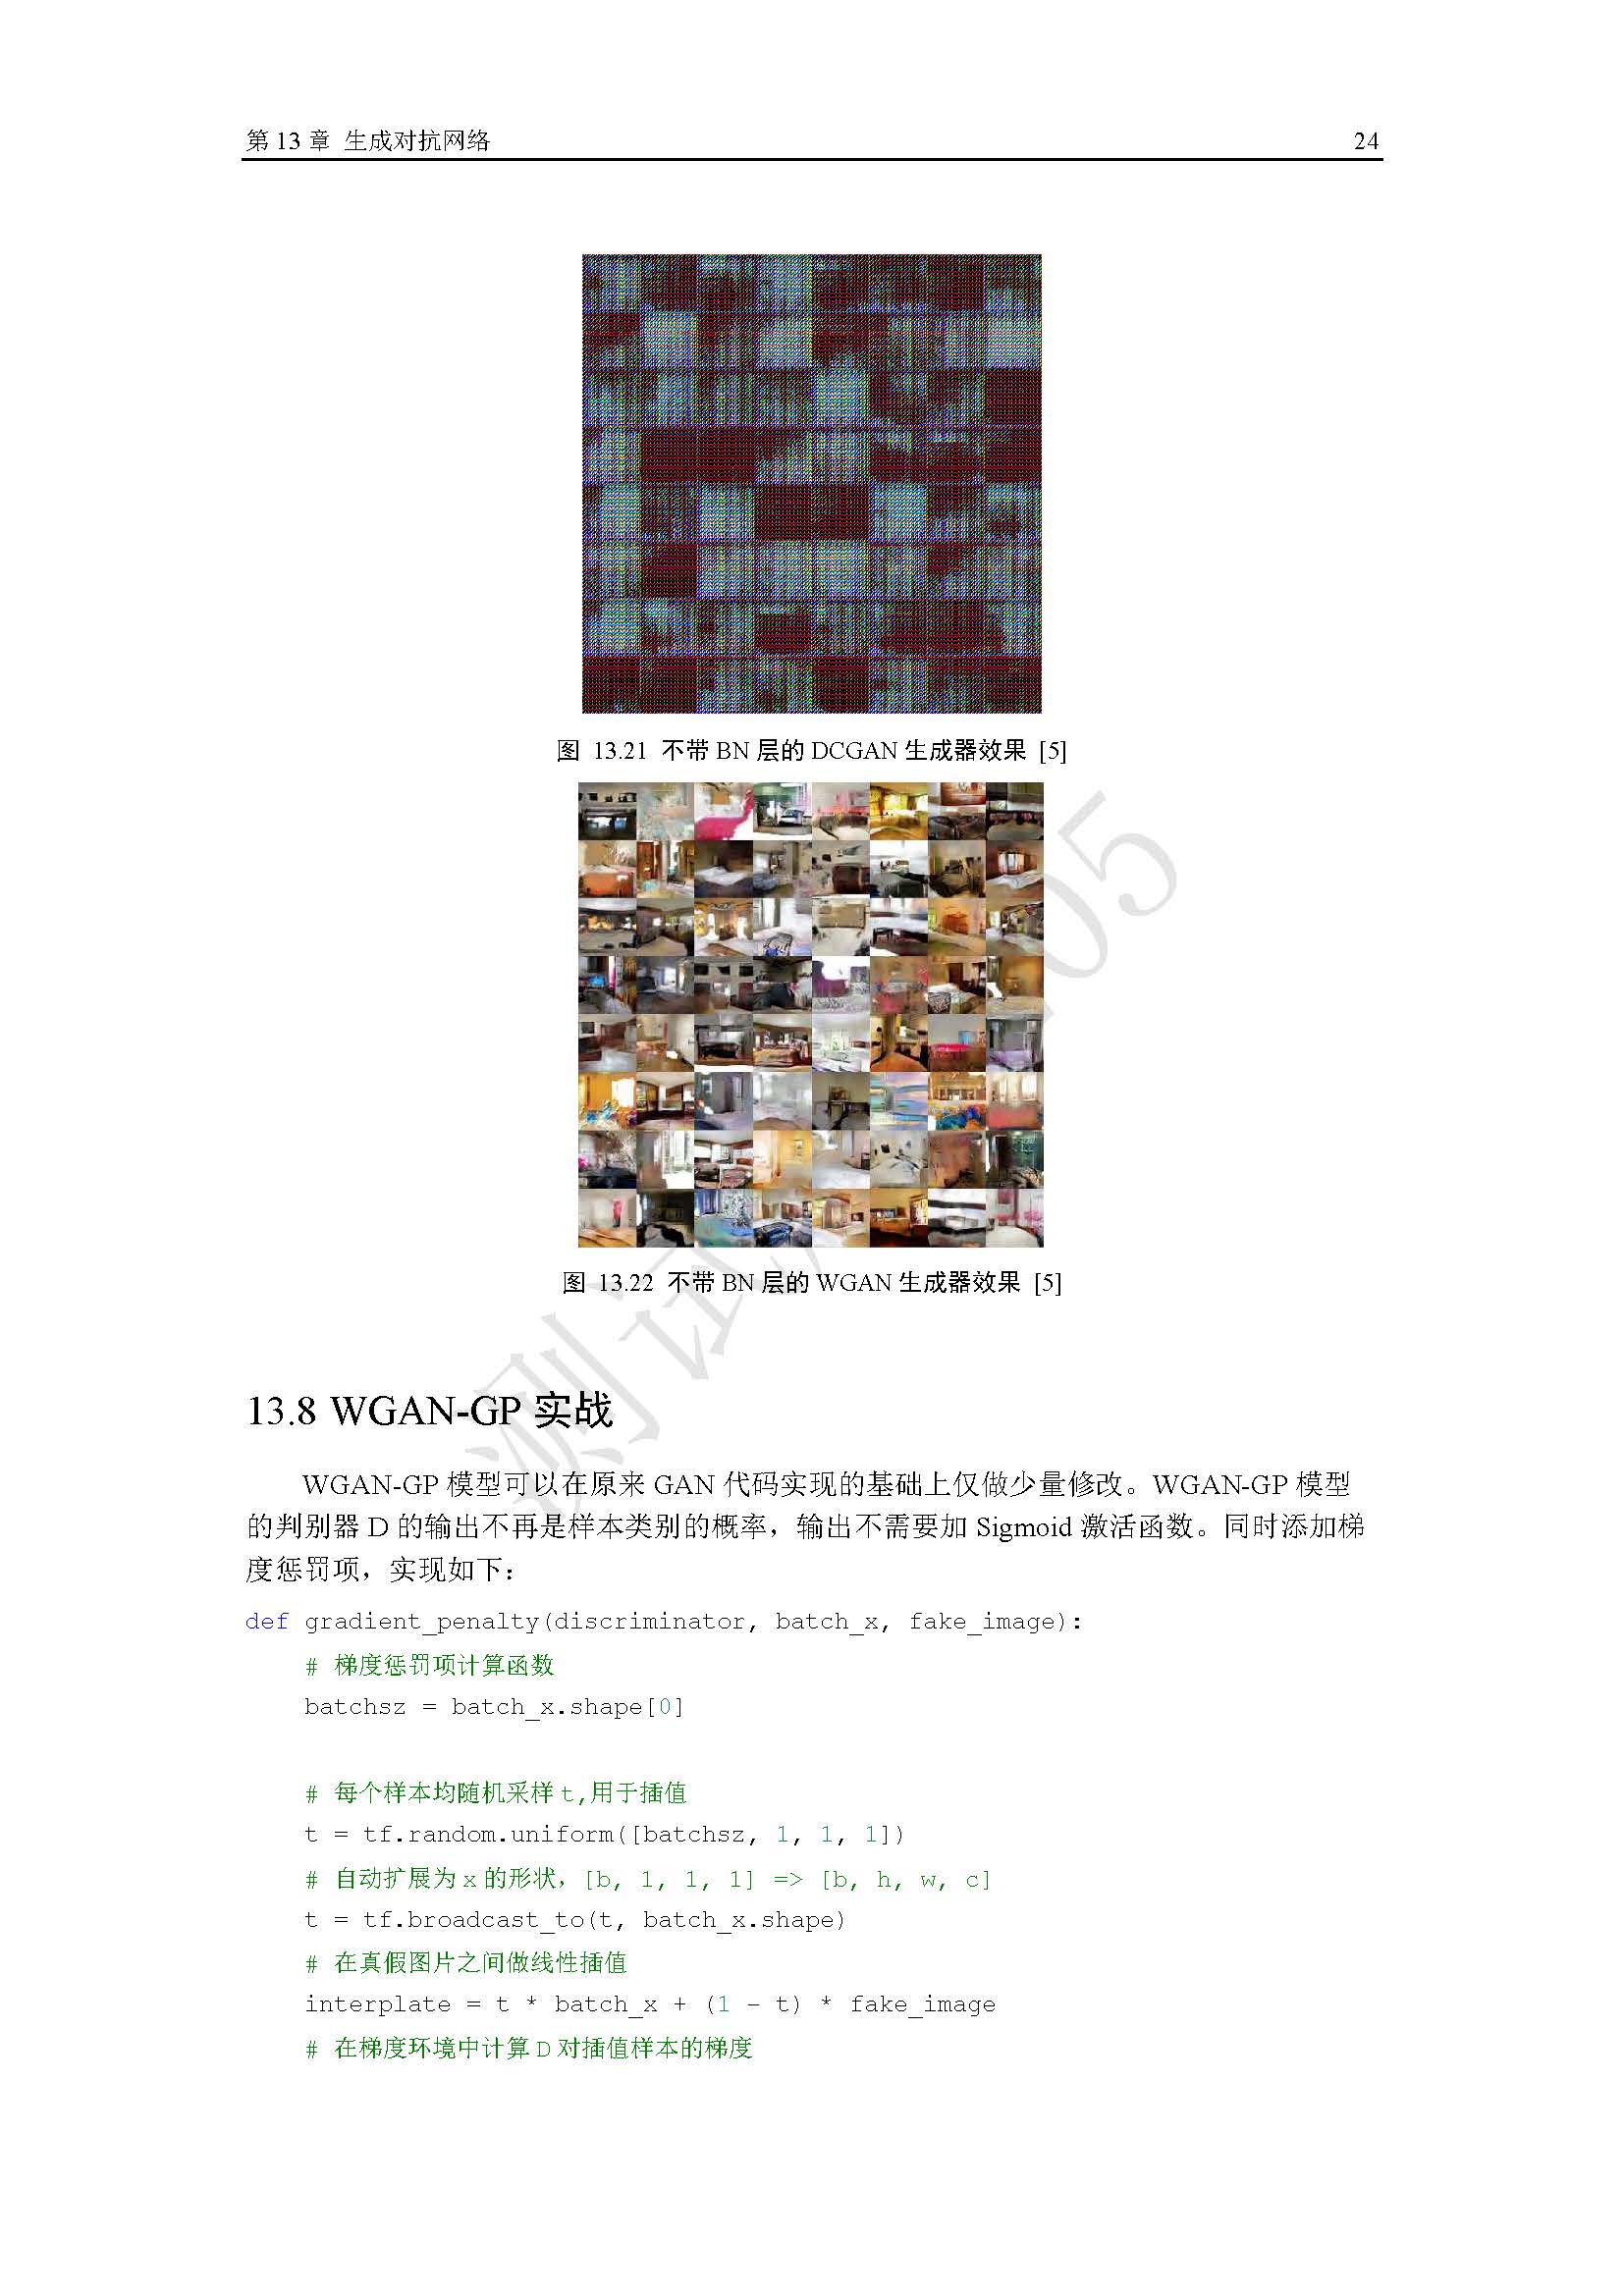 第 13 章 生成对抗网络 24
图 13.21 不带 BN 层的 DCGAN 生成器效果 [5]
图 13.22 不带 BN 层的 WGAN 生成器效果 [5]
13.8 WGAN-GP 实战
WGAN-GP 模型可以在原来 GAN 代码实现的基础上仅做少量修改。WGAN-GP 模型
的判别器 D 的输出不再是样本类别的概率，输出不需要加 Sigmoid 激活函数。同时添加梯
度惩罚项，实现如下：
def gradient_penalty(discriminator, batch_x, fake_image):
# 梯度惩罚项计算函数
batchsz = batch_x.shape[0]
# 每个样本均随机采样 t,用于插值
t = tf.random.uniform([batchsz, 1, 1, 1])
# 自动扩展为 x 的形状，[b, 1, 1, 1] => [b, h, w, c]
t = tf.broadcast_to(t, batch_x.shape)
# 在真假图片之间做线性插值
interplate = t * batch_x + (1 - t) * fake_image
# 在梯度环境中计算 D 对插值样本的梯度
测试
05